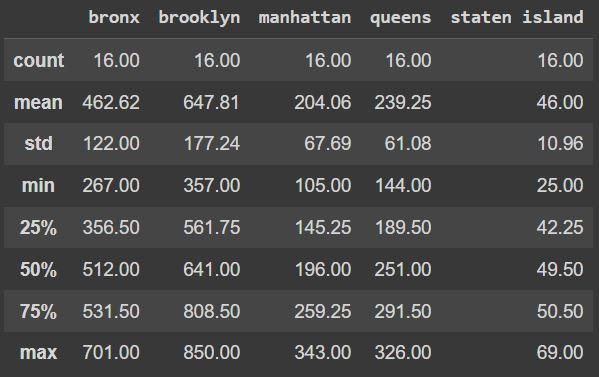 bronx brooklyn manhattan queens staten island
count 16.00 16.00 16.00 16.00 16.00
mean 462.62 647.81 204.06 239.25 46.00
std 122.00 177.24 67.69 61.08 10.96
min 267.00 357.00 105.00 144.00 25.00
25% 356.50 561.75 145.25 189.50 42.25
50% 512.00 641.00 196.00 251.00 49.50
75% 531.50 808.50 259.25 291.50 50.50
max 701.00 850.00 343.00 326.00 69.00